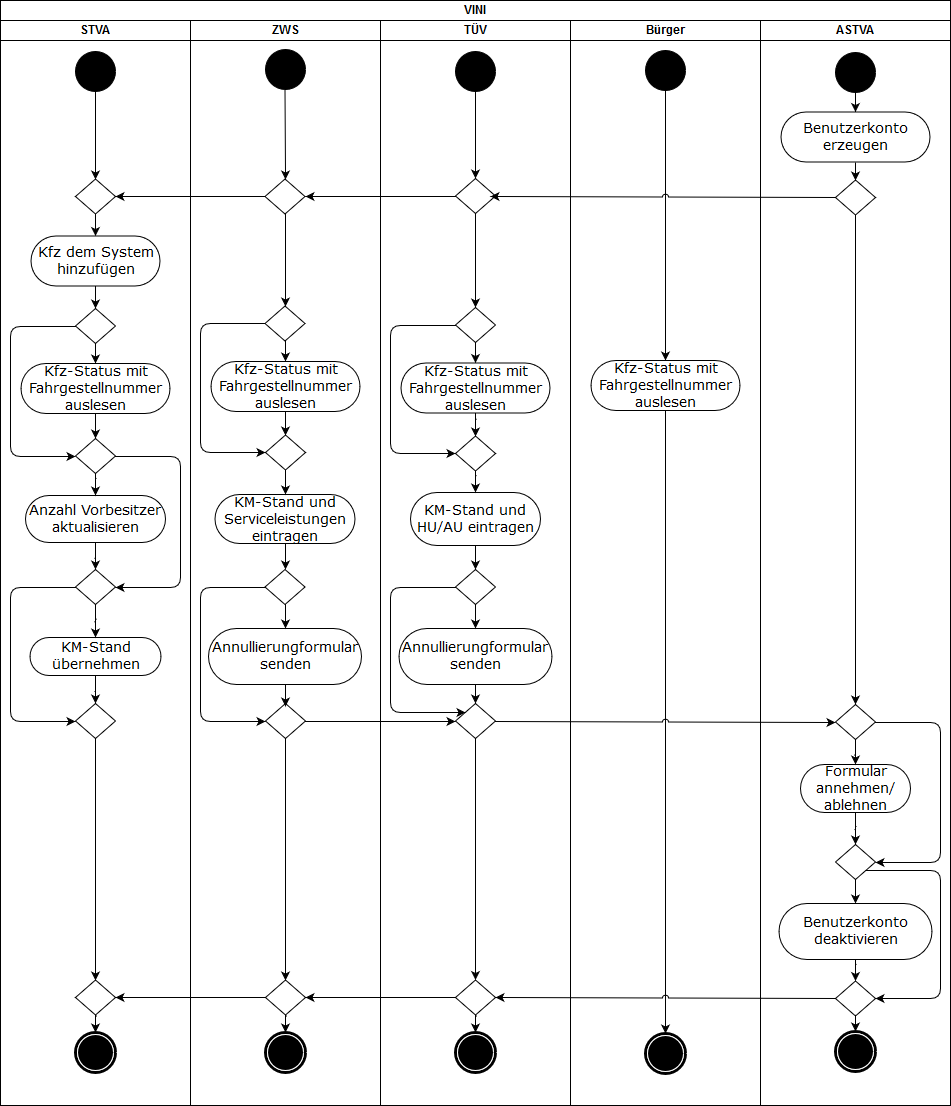 VINI
STVA
ZWS
TÜV
Bürger
ASTVA
Benutzerkonto
erzeugen
Kfz dem System
hinzufügen
Kfz-Status mit
Fahrgestellnummer
auslesen
Kfz-Status mit
Fahrgestellnummer
auslesen
Kfz-Status mit
Fahrgestellnummer
auslesen
Kfz-Status mit
Fahrgestellnummer
auslesen
Anzahl Vorbesitzer
aktualisieren
KM-Stand und
Serviceleistungen
eintragen
KM-Stand und
HU/AU eintragen
KM-Stand
übernehmen
Annullierungformular
senden
Annullierungformular
senden
Formular
annehmen/
ablehnen
Benutzerkonto
deaktivieren